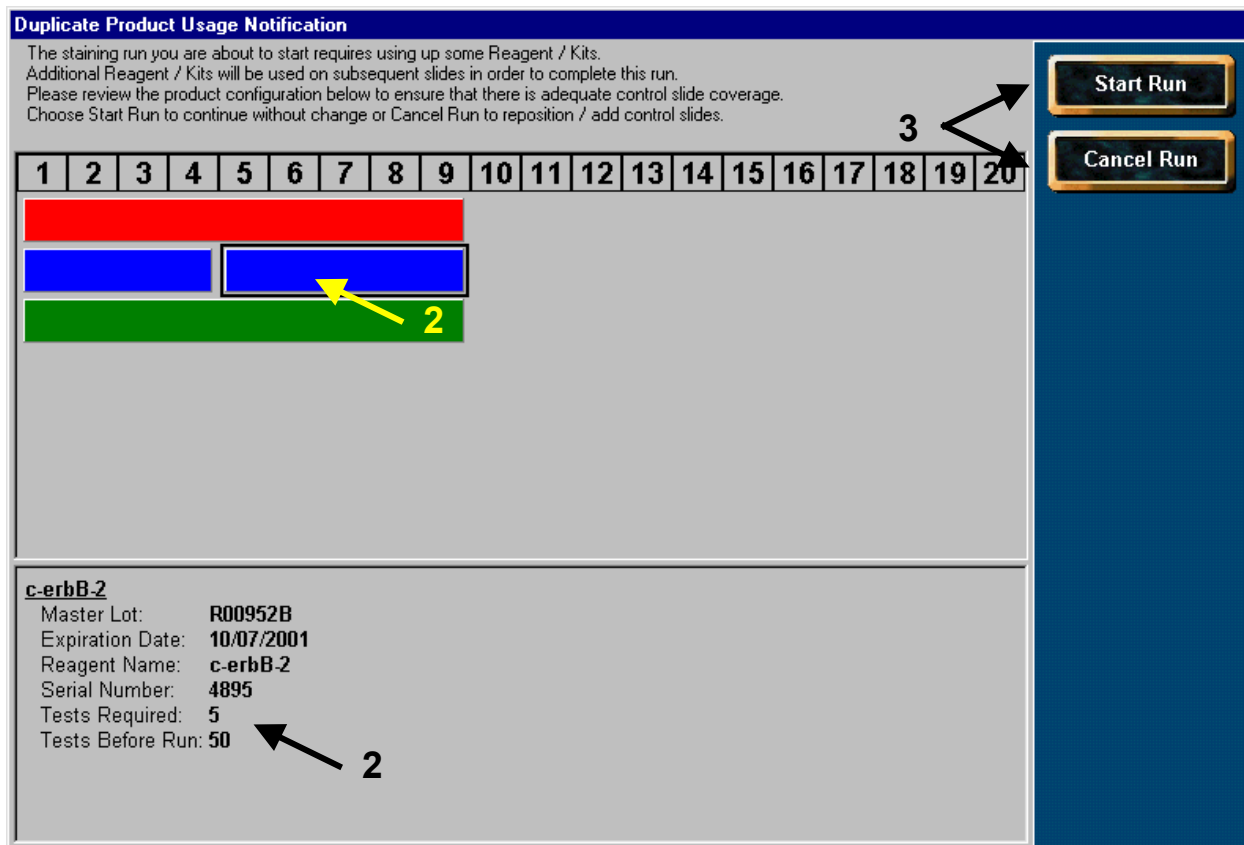 Duplicate Product Usage Notification
The staining run you are about to start requires using up some Reagent / Kits.
Additional Reagent / Kits will be used on subsequent slides in order to complete this run.
Please review the product configuration below to ensure that there is adequate control slide coverage.
Choose Start Run to continue without change or Cancel Run to reposition / add control slides.
Start Run
3
Cancel Run
1 2 3 4 5 6 7 8 9 10 11 12 13 14 15 16 17 18 19 20
2
c-erbB-2
Master Lot: R00952B
Expiration Date: 10/07/2001
Reagent Name: c-erbB-2
Serial Number: 4895
Tests Required: 5
Tests Before Run: 50
2